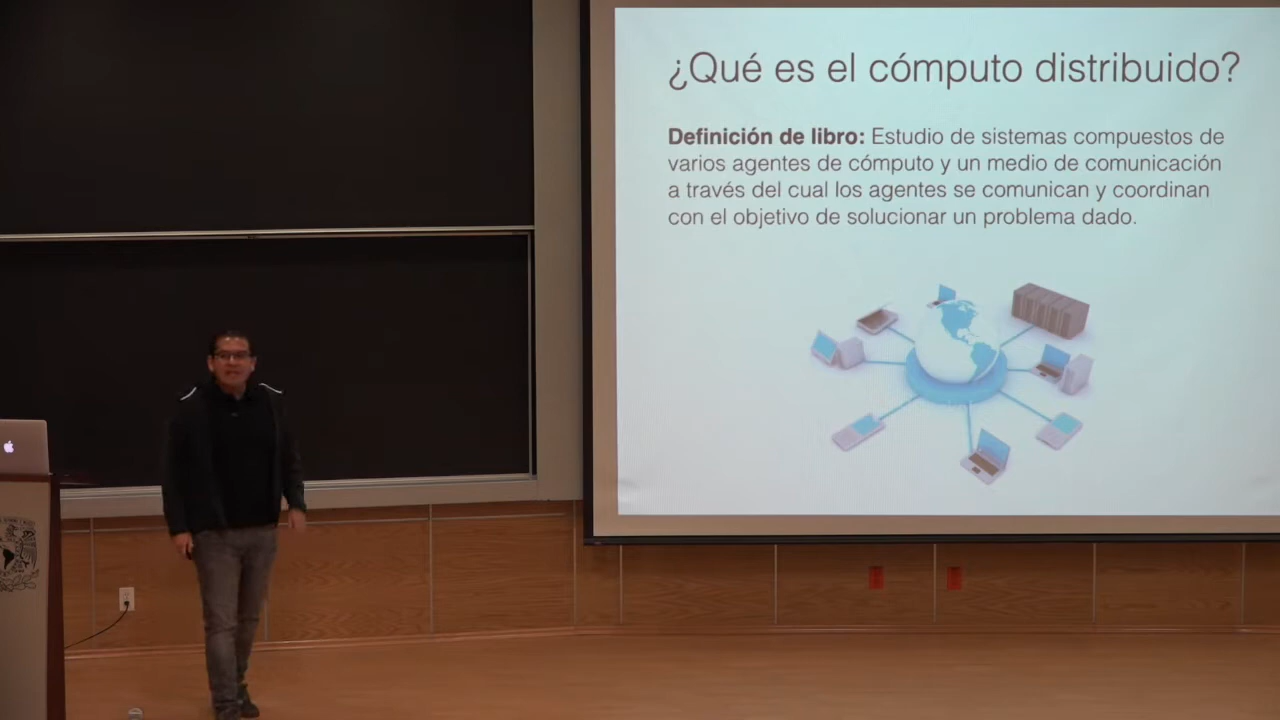 ¿Qué es el cómputo distribuido?
Definición de libro: Estudio de sistemas compuestos de
varios agentes de cómputo y un medio de comunicación
a través del cual los agentes se comunican y coordinan
con el objetivo de solucionar un problema dado.